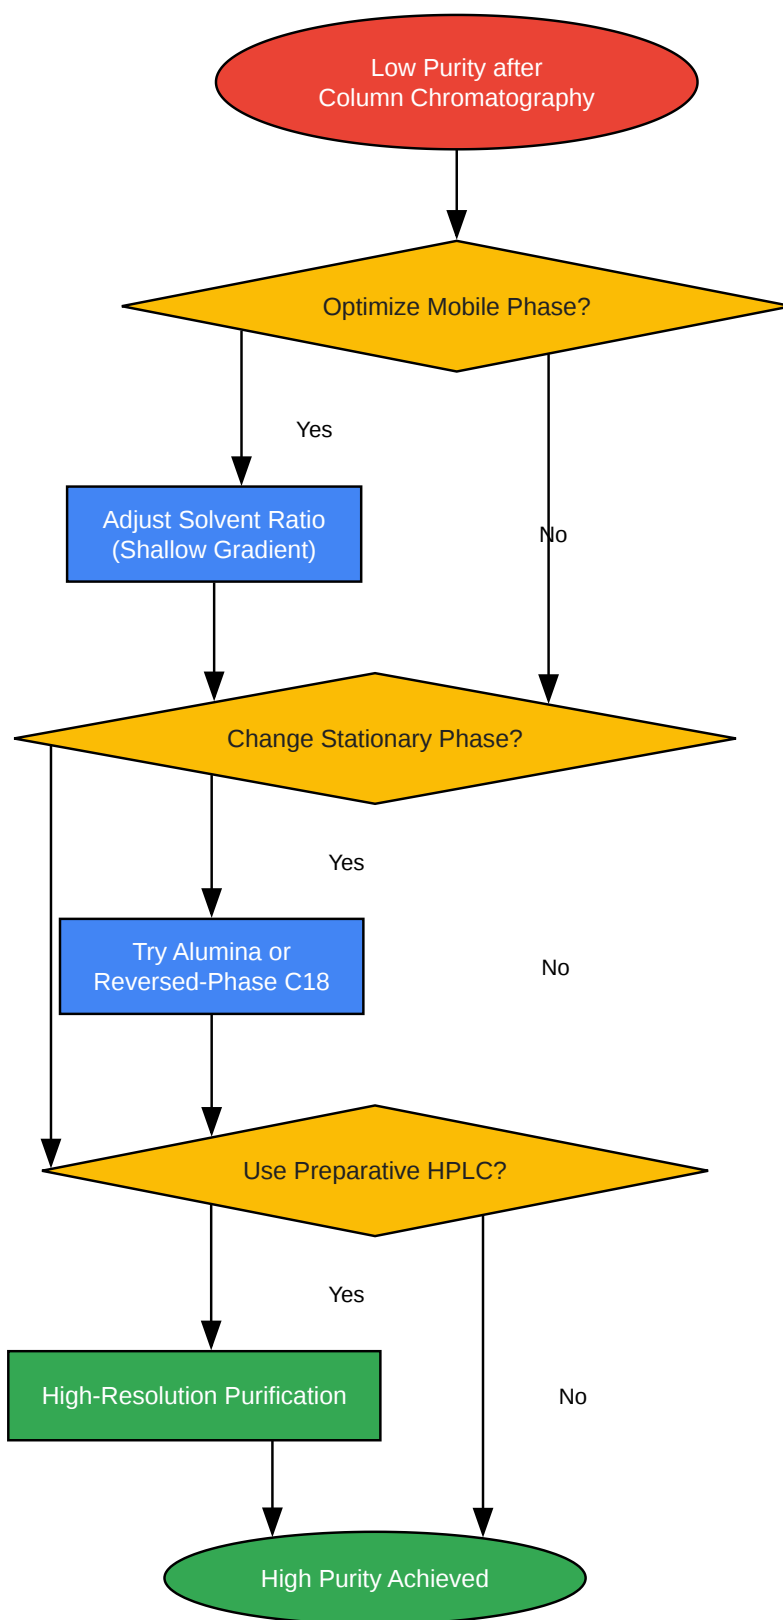 Low Purity after
Column Chromatography
Optimize Mobile Phase?
Yes
Adjust Solvent Ratio
(Shallow Gradient)
No
Change Stationary Phase?
Yes
Try Alumina or
Reversed-Phase C18
No
Use Preparative HPLC?
Yes
High-Resolution Purification
No
High Purity Achieved